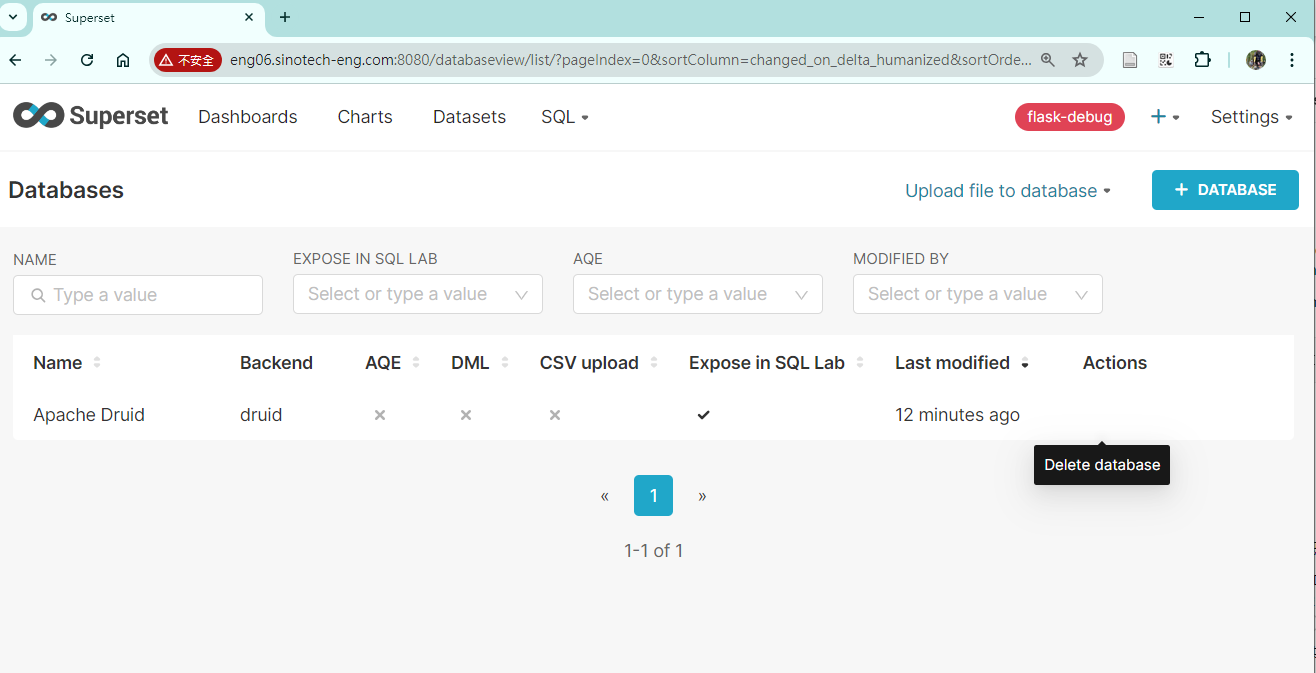 Superset
不安全 eng06.sinotech-eng.com:8080/databaseview/list/?pageIndex=0&sortColumn=changed_on_delta_humanized&sortOrde...
Superset Dashboards Charts Datasets SQL flask-debug + Settings
Databases Upload file to database + DATABASE
NAME EXPOSE IN SQL LAB AQE MODIFIED BY
Type a value Select or type a value Select or type a value Select or type a value
Name Backend AQE DML CSV upload Expose in SQL Lab Last modified Actions
Apache Druid druid 12 minutes ago
Delete database
« 1 »
1-1 of 1